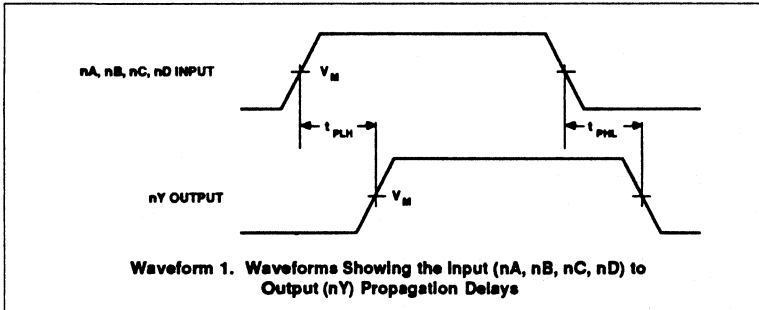 nA, nB, nC, nD INPUT
VM
tPLH
tPHL
nY OUTPUT
VM
Waveform 1. Waveforms Showing the Input (nA, nB, nC, nD) to
Output (nY) Propagation Delays